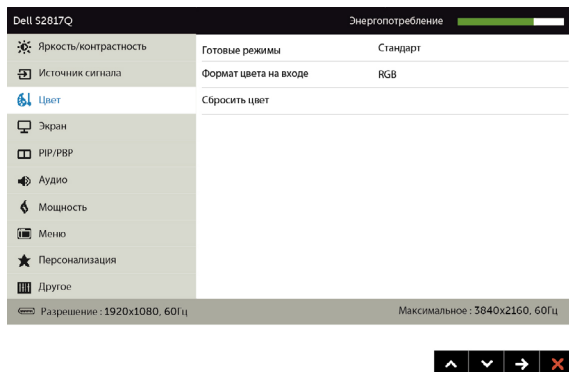 Dell S2817Q Энергопотребление
Яркость/контрастность Готовые режимы Стандарт
Источник сигнала Формат цвета на входе RGB
Цвет Сбросить цвет
Экран
PIP/PBP
Аудио
Мощность
Меню
Персонализация
Другое
Разрешение : 1920x1080, 60Гц Максимальное : 3840x2160, 60Гц